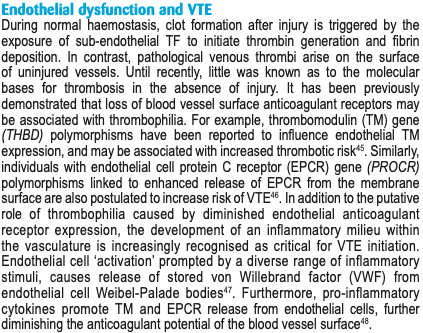 Endothelial dysfunction and VTE
During normal haemostasis, clot formation after injury is triggered by the
exposure of sub-endothelial TF to initiate thrombin generation and fibrin
deposition. In contrast, pathological venous thrombi arise on the surface
of uninjured vessels. Until recently, little was known as to the molecular
bases for thrombosis in the absence of injury. It has been previously
demonstrated that loss of blood vessel surface anticoagulant receptors may
be associated with thrombophilia. For example, thrombomodulin (TM) gene
(THBD) polymorphisms have been reported to influence endothelial TM
expression, and may be associated with increased thrombotic risk45. Similarly,
individuals with endothelial cell protein C receptor (EPCR) gene (PROCR)
polymorphisms linked to enhanced release of EPCR from the membrane
surface are also postulated to increase risk of VTE46. In addition to the putative
role of thrombophilia caused by diminished endothelial anticoagulant
receptor expression, the development of an inflammatory milieu within
the vasculature is increasingly recognised as critical for VTE initiation.
Endothelial cell ‘activation’ prompted by a diverse range of inflammatory
stimuli, causes release of stored von Willebrand factor (VWF) from
endothelial cell Weibel-Palade bodies47. Furthermore, pro-inflammatory
cytokines promote TM and EPCR release from endothelial cells, further
diminishing the anticoagulant potential of the blood vessel surface48.